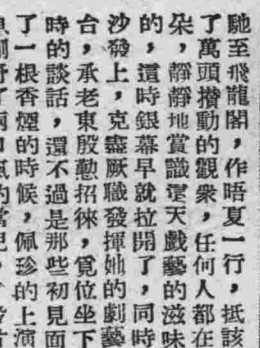 馳至飛龍閣，作晤夏一行，抵該
了萬頭攢動的觀衆，任何人都在
朵，靜靜地賞識這天戲藝的滋味
的，這時銀幕早就拉開了，同時
沙發上，克盡厥職發揮她的劇藝
台，承老東殷懃招徠，覓位坐下
時的談話，還不過是那些初見面
了一根香煙的時候，佩珍的上演